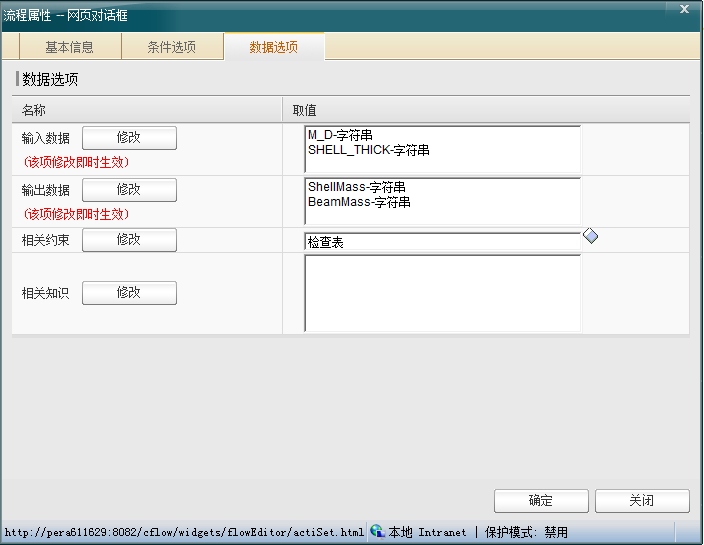 流程属性 -- 网页对话框
基本信息 条件选项 数据选项
数据选项
名称 取值
输入数据 修改
(该项修改即时生效)
M_D-字符串
SHELL_THICK-字符串
输出数据 修改
(该项修改即时生效)
ShellMass-字符串
BeamMass-字符串
相关约束 修改 检查表
相关知识 修改
确定 关闭
http://pera611629:8082/cflow/widgets/flowEditor/actiSet.html 本地 Intranet | 保护模式: 禁用